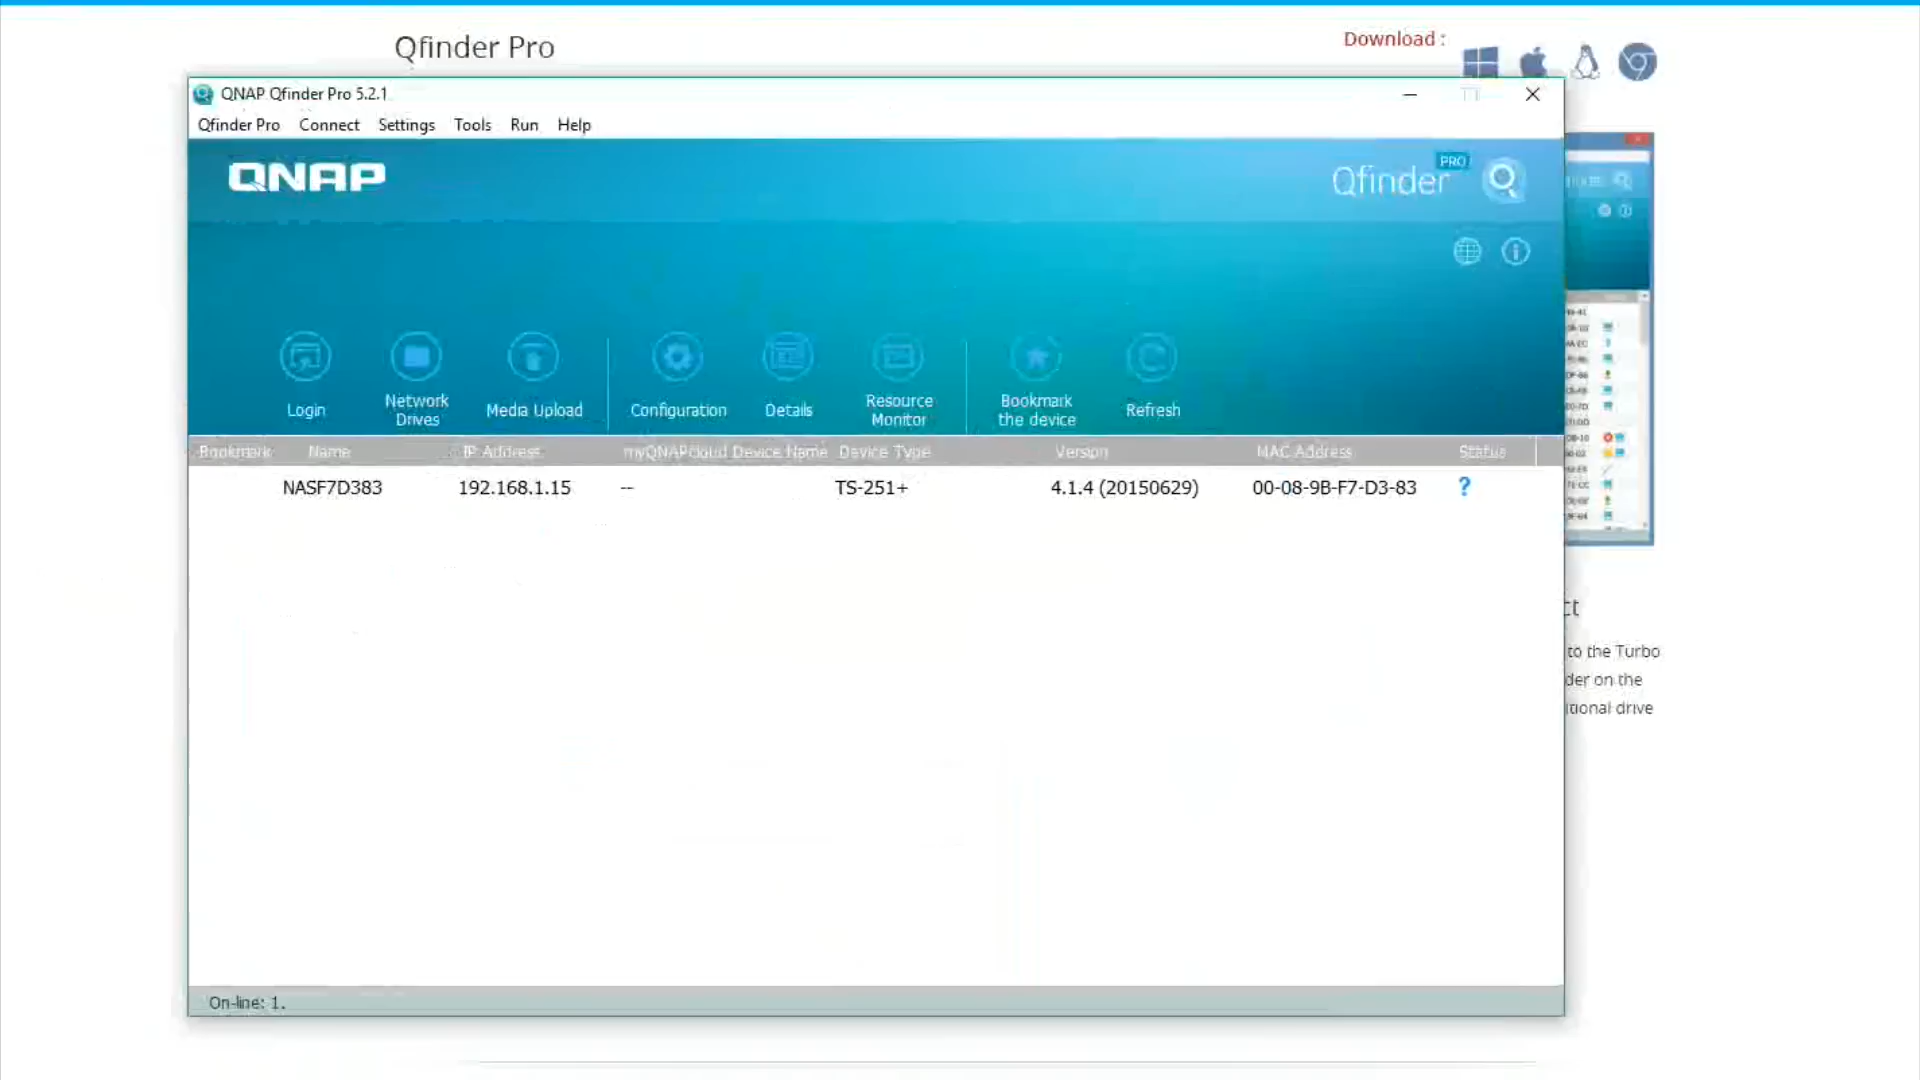 Qfinder Pro
Download :
QNAP Qfinder Pro 5.2.1
Qfinder Pro Connect Settings Tools Run Help
QNAP
Qfinder PRO
Login
Network Drives
Media Upload
Configuration
Details
Resource Monitor
Bookmark the device
Refresh
Bookmark Name IP Address myQNAPcloud Device Name Device Type Version MAC Address Status
NASF7D383 192.168.1.15 -- TS-251+ 4.1.4 (20150629) 00-08-9B-F7-D3-83 ?
ct
to the Turbo
der on the
itional drive
On-line: 1.